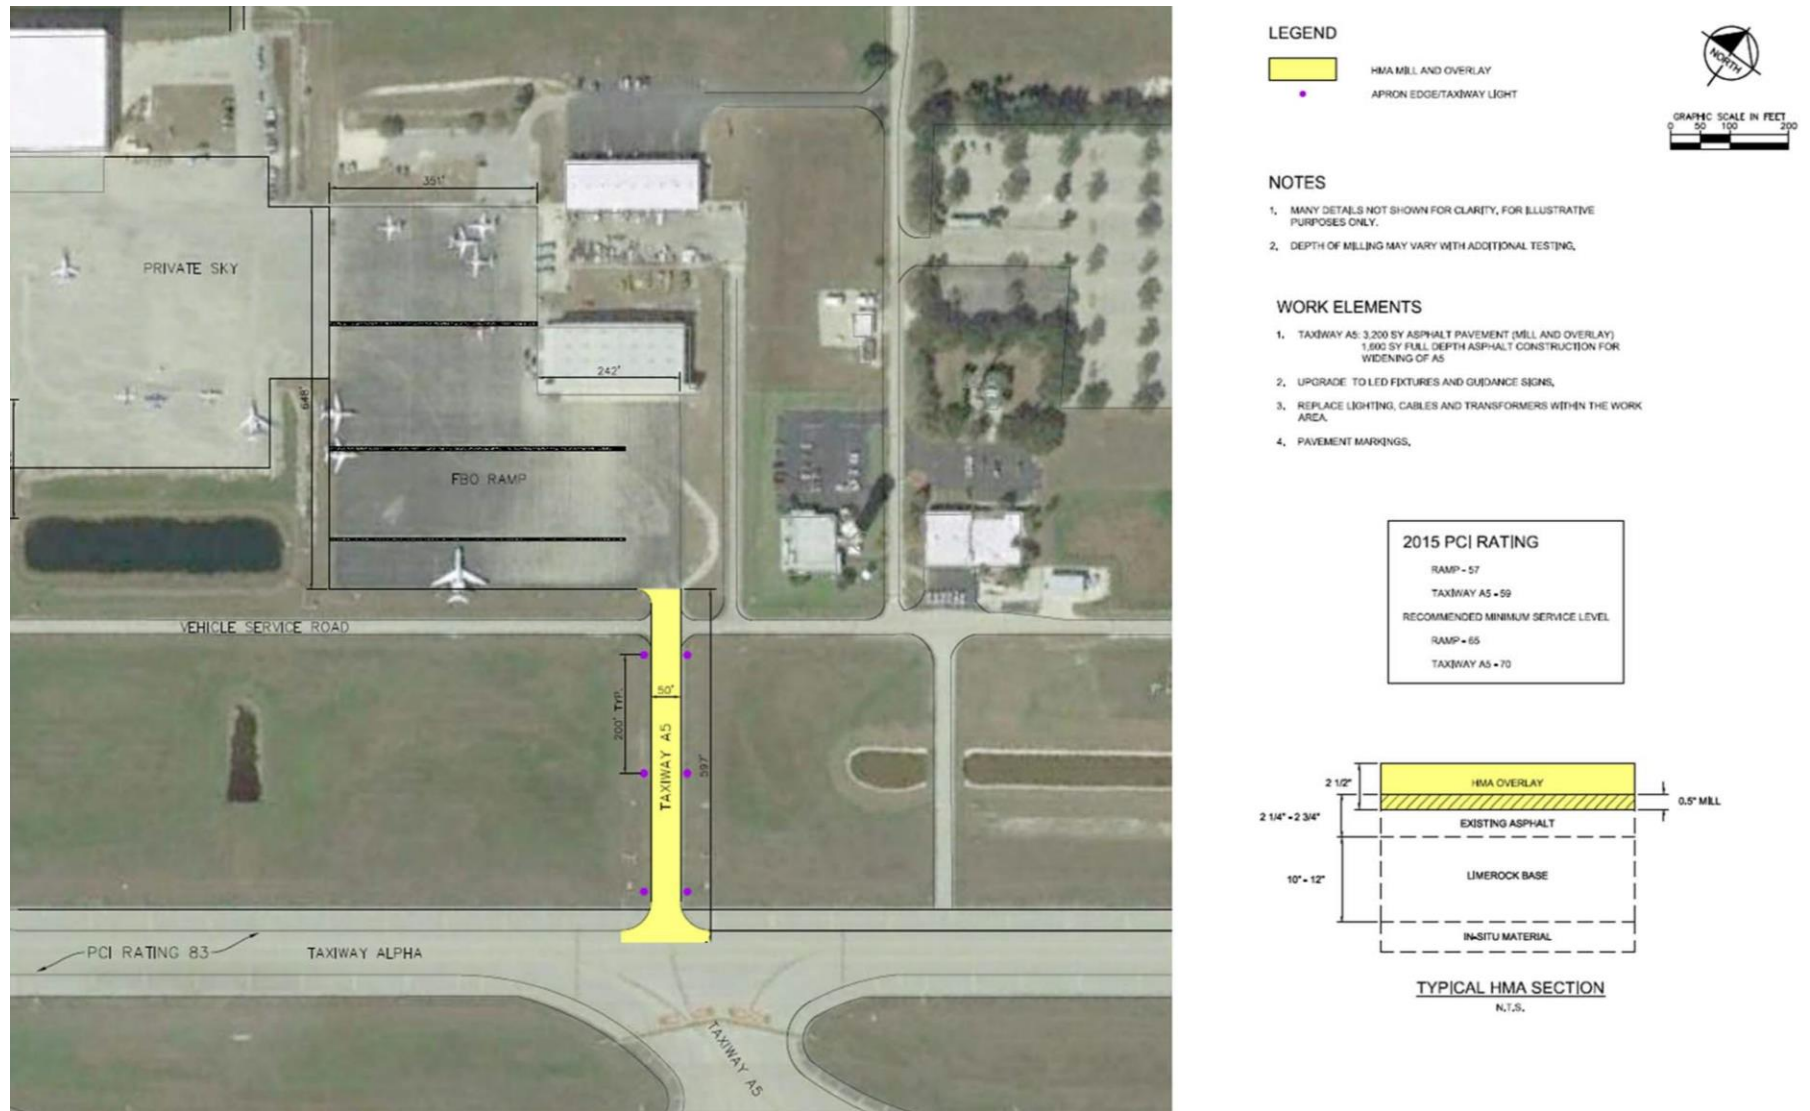 351'
PRIVATE SKY
242'
648'
FBO RAMP
VEHICLE SERVICE ROAD
50'
200' TYP.
TAXIWAY A5
597'
PCI RATING 83
TAXIWAY ALPHA
TAXIWAY A5
LEGEND
HMA MILL AND OVERLAY
APRON EDGE/TAXIWAY LIGHT
NORTH
GRAPHIC SCALE IN FEET
0 50 100 200
NOTES
1. MANY DETAILS NOT SHOWN FOR CLARITY, FOR ILLUSTRATIVE
PURPOSES ONLY.
2. DEPTH OF MILLING MAY VARY WITH ADDITIONAL TESTING.
WORK ELEMENTS
1. TAXIWAY A5: 3,200 SY ASPHALT PAVEMENT (MILL AND OVERLAY)
1,600 SY FULL DEPTH ASPHALT CONSTRUCTION FOR
WIDENING OF A5
2. UPGRADE TO LED FIXTURES AND GUIDANCE SIGNS.
3. REPLACE LIGHTING, CABLES AND TRANSFORMERS WITHIN THE WORK
AREA.
4. PAVEMENT MARKINGS.
2015 PCI RATING
RAMP - 57
TAXIWAY A5 - 59
RECOMMENDED MINIMUM SERVICE LEVEL
RAMP - 65
TAXIWAY A5 - 70
2 1/2"
HMA OVERLAY
0.5" MILL
2 1/4" - 2 3/4"
EXISTING ASPHALT
10" - 12"
LIMEROCK BASE
IN-SITU MATERIAL
TYPICAL HMA SECTION
N.T.S.